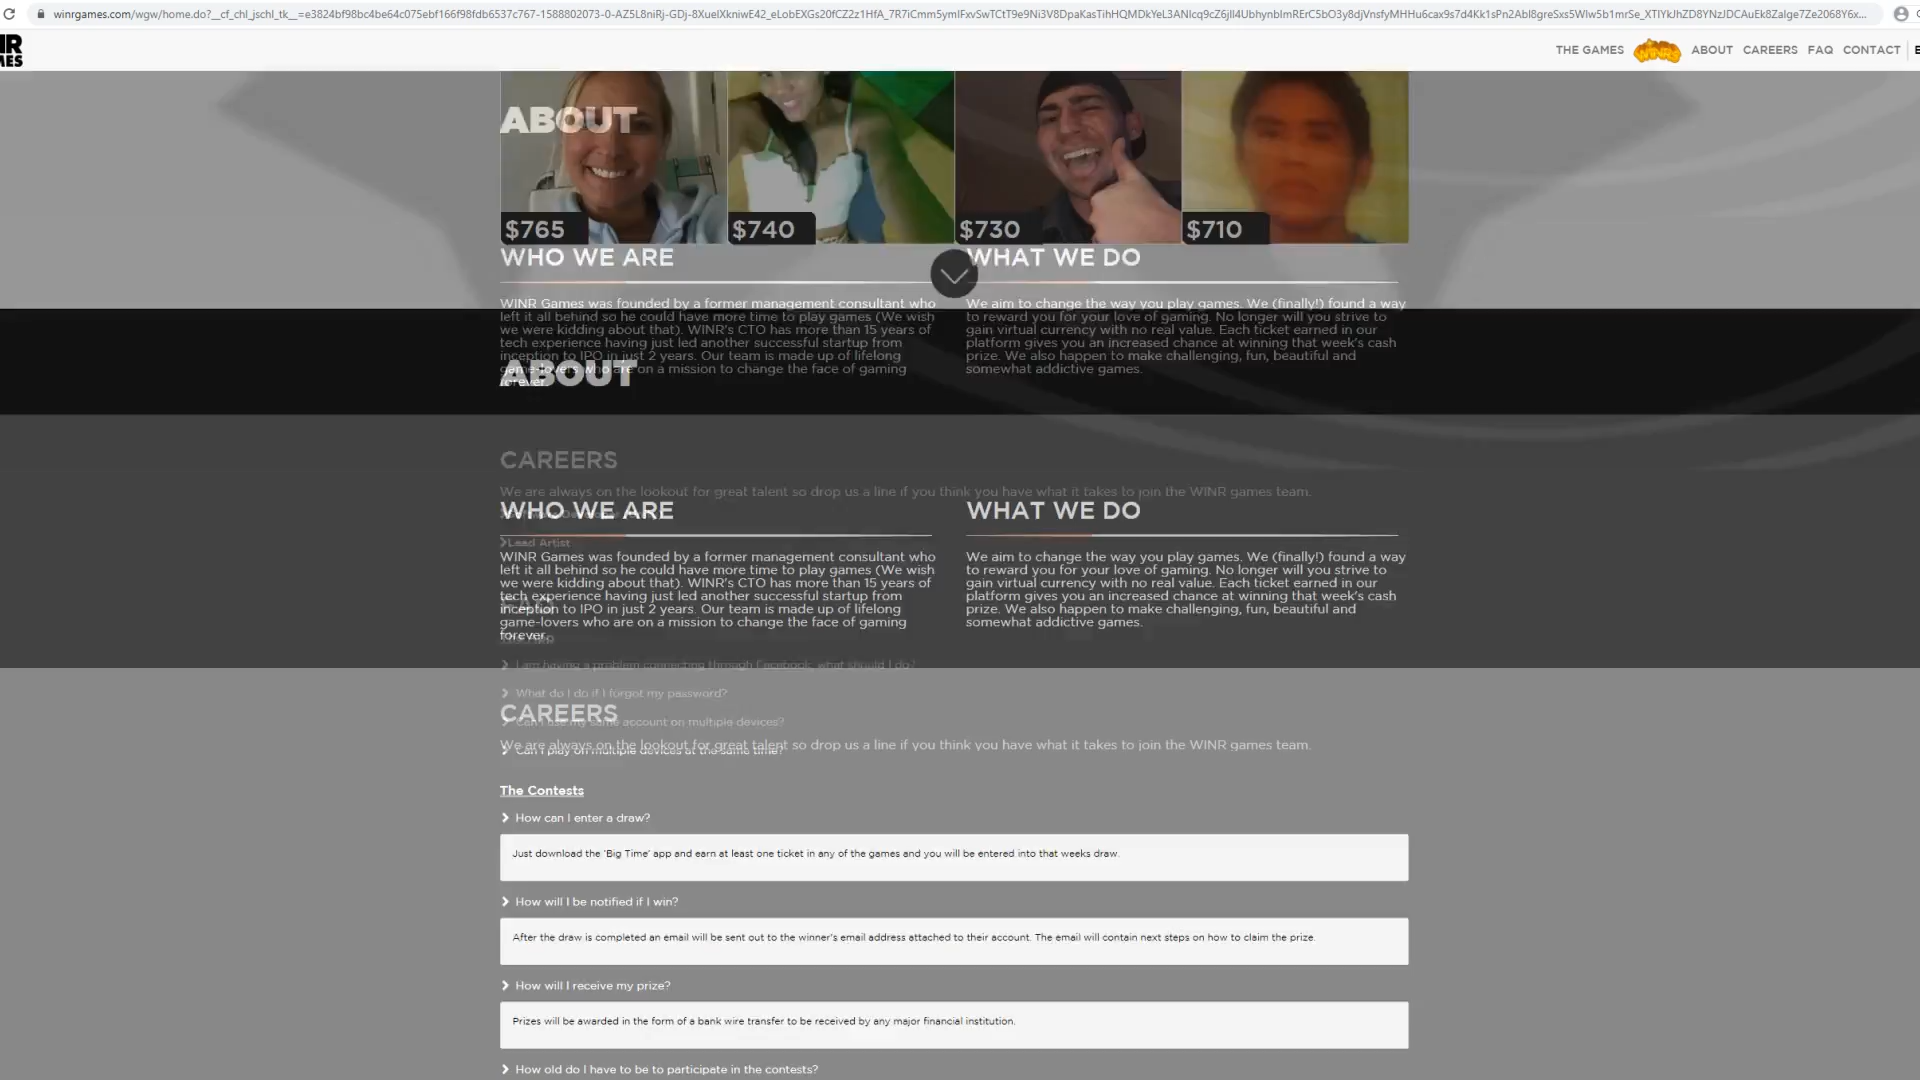 winrgames.com/wgw/home.do?__cf_chl_jschl_tk__=e3824bf98bc4be64c075ebf166f98fdb6537c767-1588802073-0-
THE GAMES WINRS ABOUT CAREERS FAQ CONTACT
ABOUT
$765 $740 $730 $710
WHO WE ARE
WINR Games was founded by a former management consultant who
left it all behind so he could have more time to play games (We wish
we were kidding about that). WINR's CTO has more than 15 years of
tech experience having just led another successful startup from
inception to IPO in just 2 years. Our team is made up of lifelong
game-lovers who are on a mission to change the face of gaming
forever.
WHAT WE DO
We aim to change the way you play games. We (finally!) found a way
to reward you for your love of gaming. No longer will you strive to
gain virtual currency with no real value. Each ticket earned in our
platform gives you an increased chance at winning that week's cash
prize. We also happen to make challenging, fun, beautiful and
somewhat addictive games.
ABOUT
CAREERS
We are always on the lookout for great talent so drop us a line if you think you have what it takes to join the WINR games team.
Lead Artist
WHO WE ARE
WINR Games was founded by a former management consultant who
left it all behind so he could have more time to play games (We wish
we were kidding about that). WINR's CTO has more than 15 years of
tech experience having just led another successful startup from
inception to IPO in just 2 years. Our team is made up of lifelong
game-lovers who are on a mission to change the face of gaming
forever.
WHAT WE DO
We aim to change the way you play games. We (finally!) found a way
to reward you for your love of gaming. No longer will you strive to
gain virtual currency with no real value. Each ticket earned in our
platform gives you an increased chance at winning that week's cash
prize. We also happen to make challenging, fun, beautiful and
somewhat addictive games.
FAQ
I am having a problem connecting through Facebook, what should I do?
What do I do if I forgot my password?
Can I use my same account on multiple devices?
CAREERS
Can I play on multiple devices at the same time?
We are always on the lookout for great talent so drop us a line if you think you have what it takes to join the WINR games team.
The Contests
How can I enter a draw?
Just download the 'Big Time' app and earn at least one ticket in any of the games and you will be entered into that weeks draw.
How will I be notified if I win?
After the draw is completed an email will be sent out to the winner's email address attached to their account. The email will contain next steps on how to claim the prize.
How will I receive my prize?
Prizes will be awarded in the form of a bank wire transfer to be received by any major financial institution.
How old do I have to be to participate in the contests?